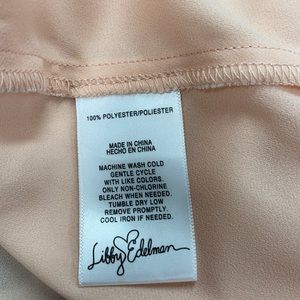 100% POLYESTER/POLIESTER
MADE IN CHINA
HECHO EN CHINA
MACHINE WASH COLD
GENTLE CYCLE
WITH LIKE COLORS.
ONLY NON-CHLORINE
BLEACH WHEN NEEDED.
TUMBLE DRY LOW
REMOVE PROMPTLY.
COOL IRON IF NEEDED.
Libby Edelman